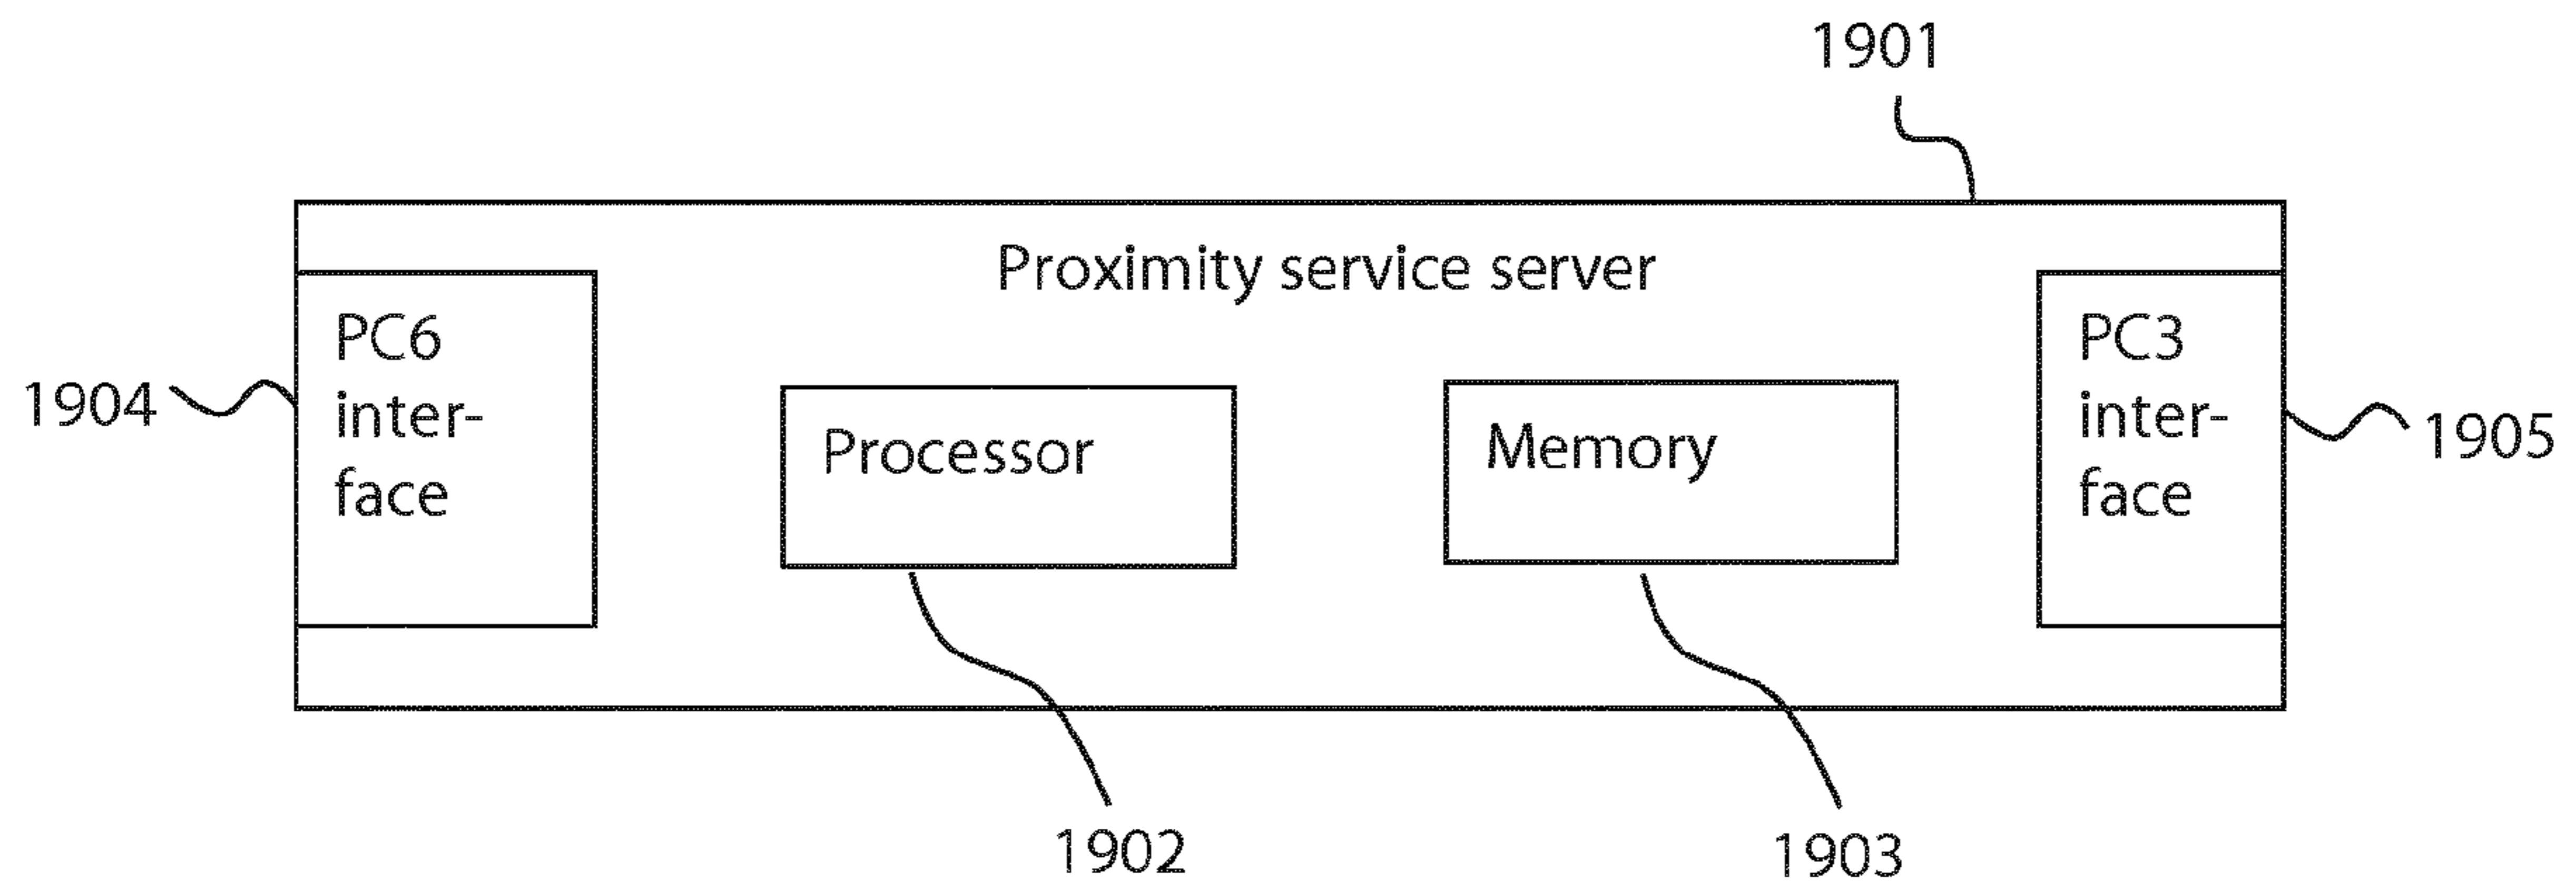 1901
Proximity service server
PC6
inter-
face
1904
Processor
Memory
PC3
inter-
face
1905
1902
1903